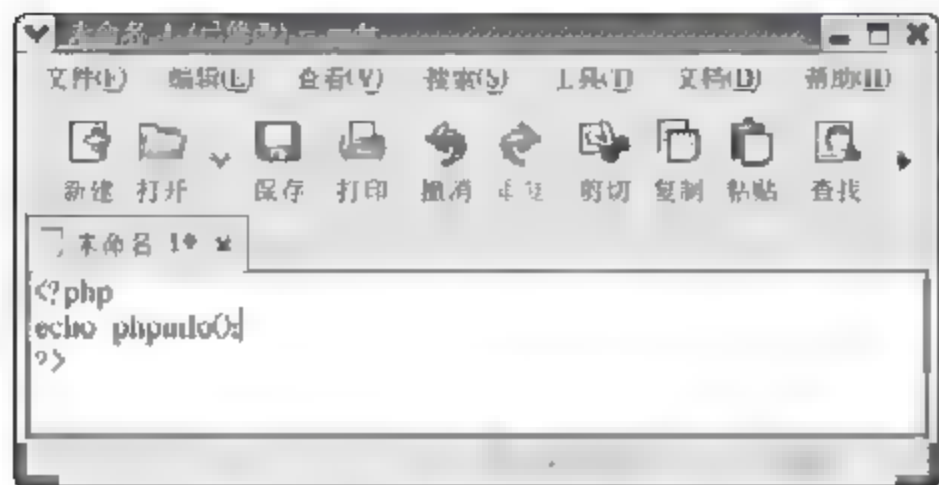 文件(F) 编辑(E) 查看(V) 搜索(S) 工具(T) 文档(D) 帮助(H)
新建 打开 保存 打印 撤消 重复 剪切 复制 粘贴 查找
未命名 1*
<?php
echo phpinfo();
?>